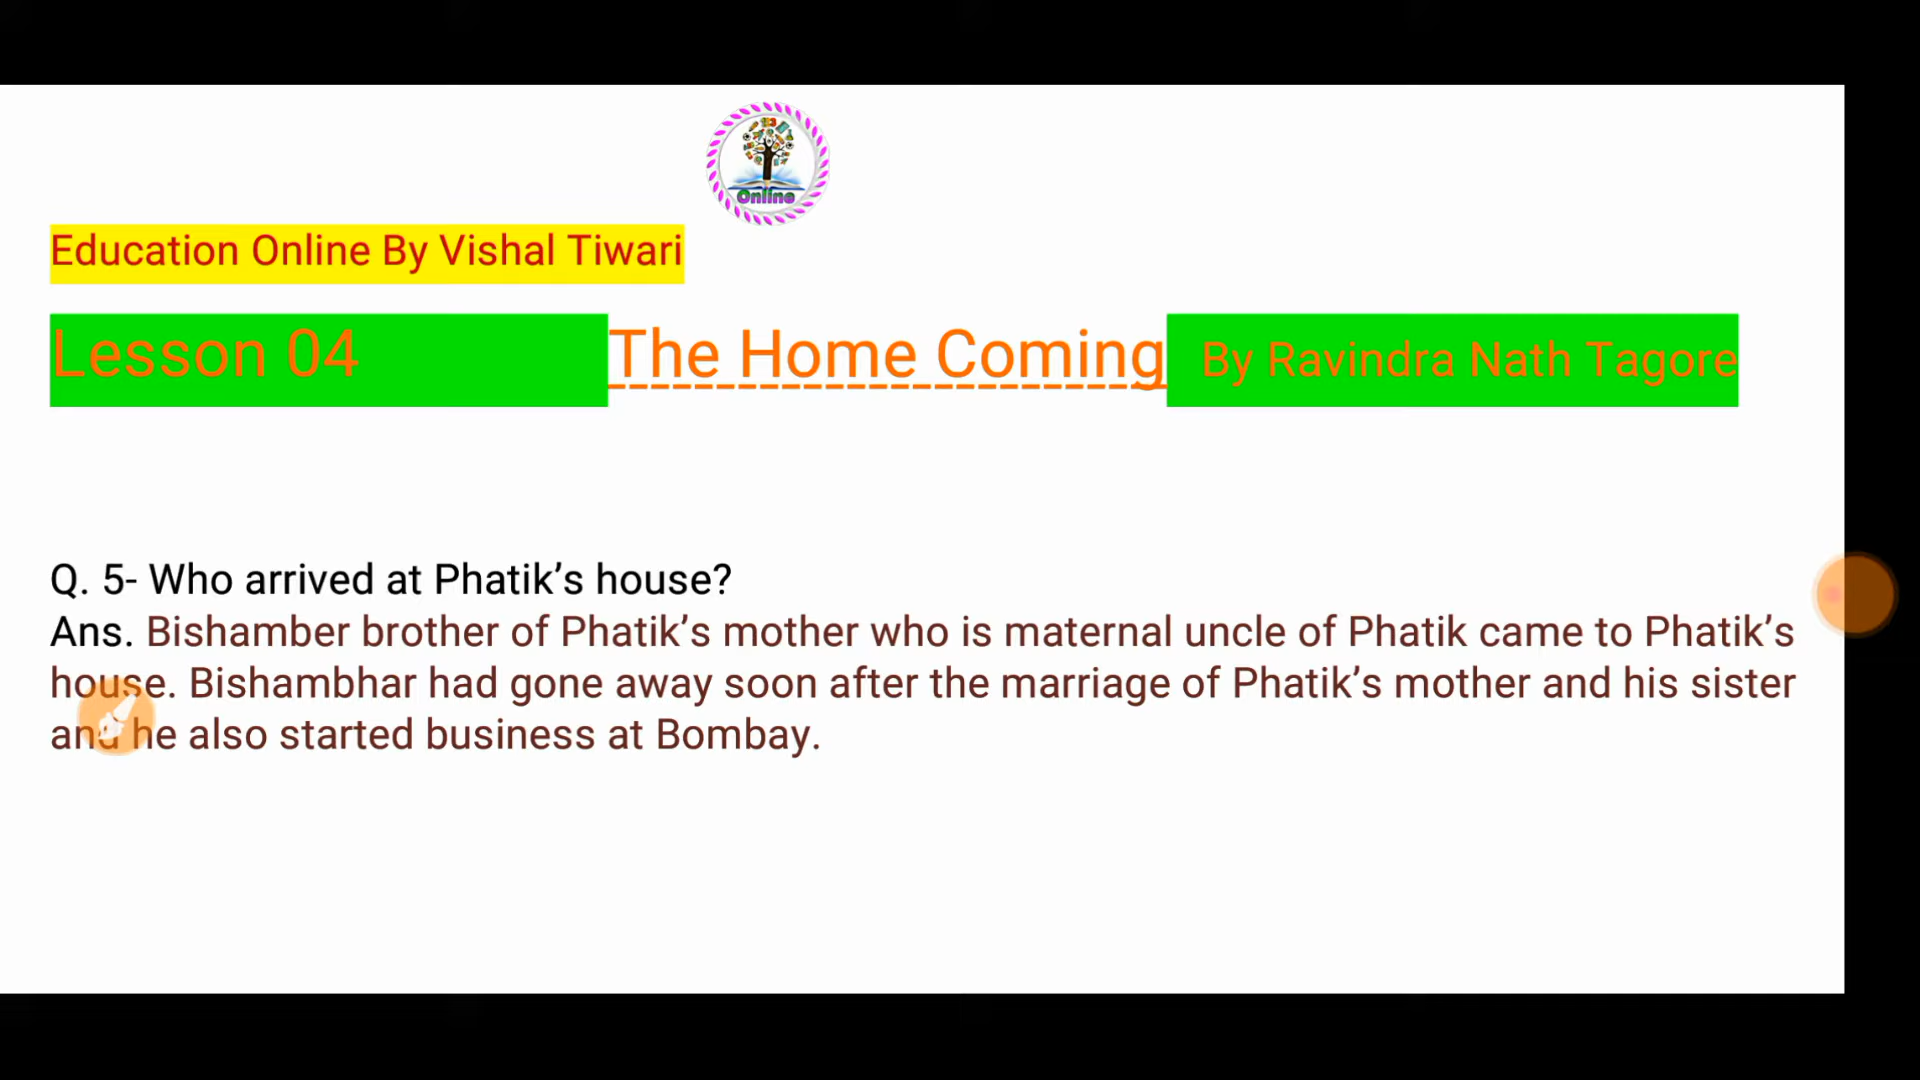 Online
Education Online By Vishal Tiwari
Lesson 04 The Home Coming By Ravindra Nath Tagore
Q. 5- Who arrived at Phatik’s house?
Ans. Bishamber brother of Phatik’s mother who is maternal uncle of Phatik came to Phatik’s
house. Bishambhar had gone away soon after the marriage of Phatik’s mother and his sister
and he also started business at Bombay.